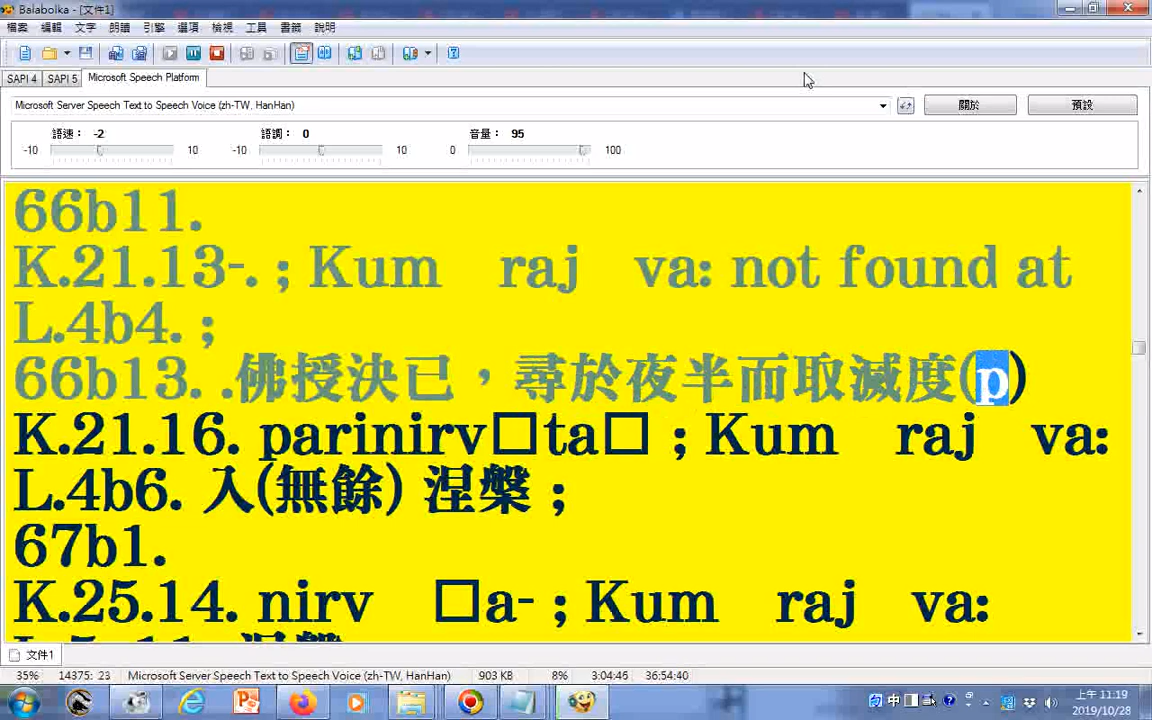 Balabolka - [文件1]
檔案 編輯 文字 朗讀 引擎 選項 檢視 工具 書籤 說明
SAPI 4 SAPI 5 Microsoft Speech Platform
Microsoft Server Speech Text to Speech Voice (zh-TW, HanHan) 關於 預設
語速： -2 語調： 0 音量： 95
-10 10 -10 10 0 100
66b11.
K.21.13-. ; Kum raj va: not found at
L.4b4. ;
66b13. .佛授決已，尋於夜半而取滅度(p)
K.21.16. parinirv□ta□ ; Kum raj va:
L.4b6. 入(無餘) 涅槃 ;
67b1.
K.25.14. nirv □a- ; Kum raj va:
文件1
35% 14375: 23 Microsoft Server Speech Text to Speech Voice (zh-TW, HanHan) 903 KB 8% 3:04:46 36:54:40
中 上午 11:19
2019/10/28